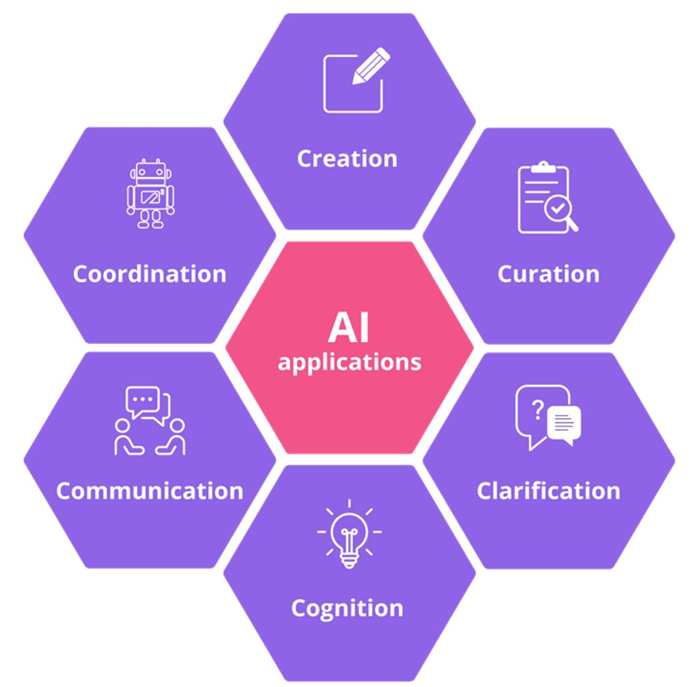 Creation
Coordination
Curation
AI
applications
?
Communication
Clarification
Cognition